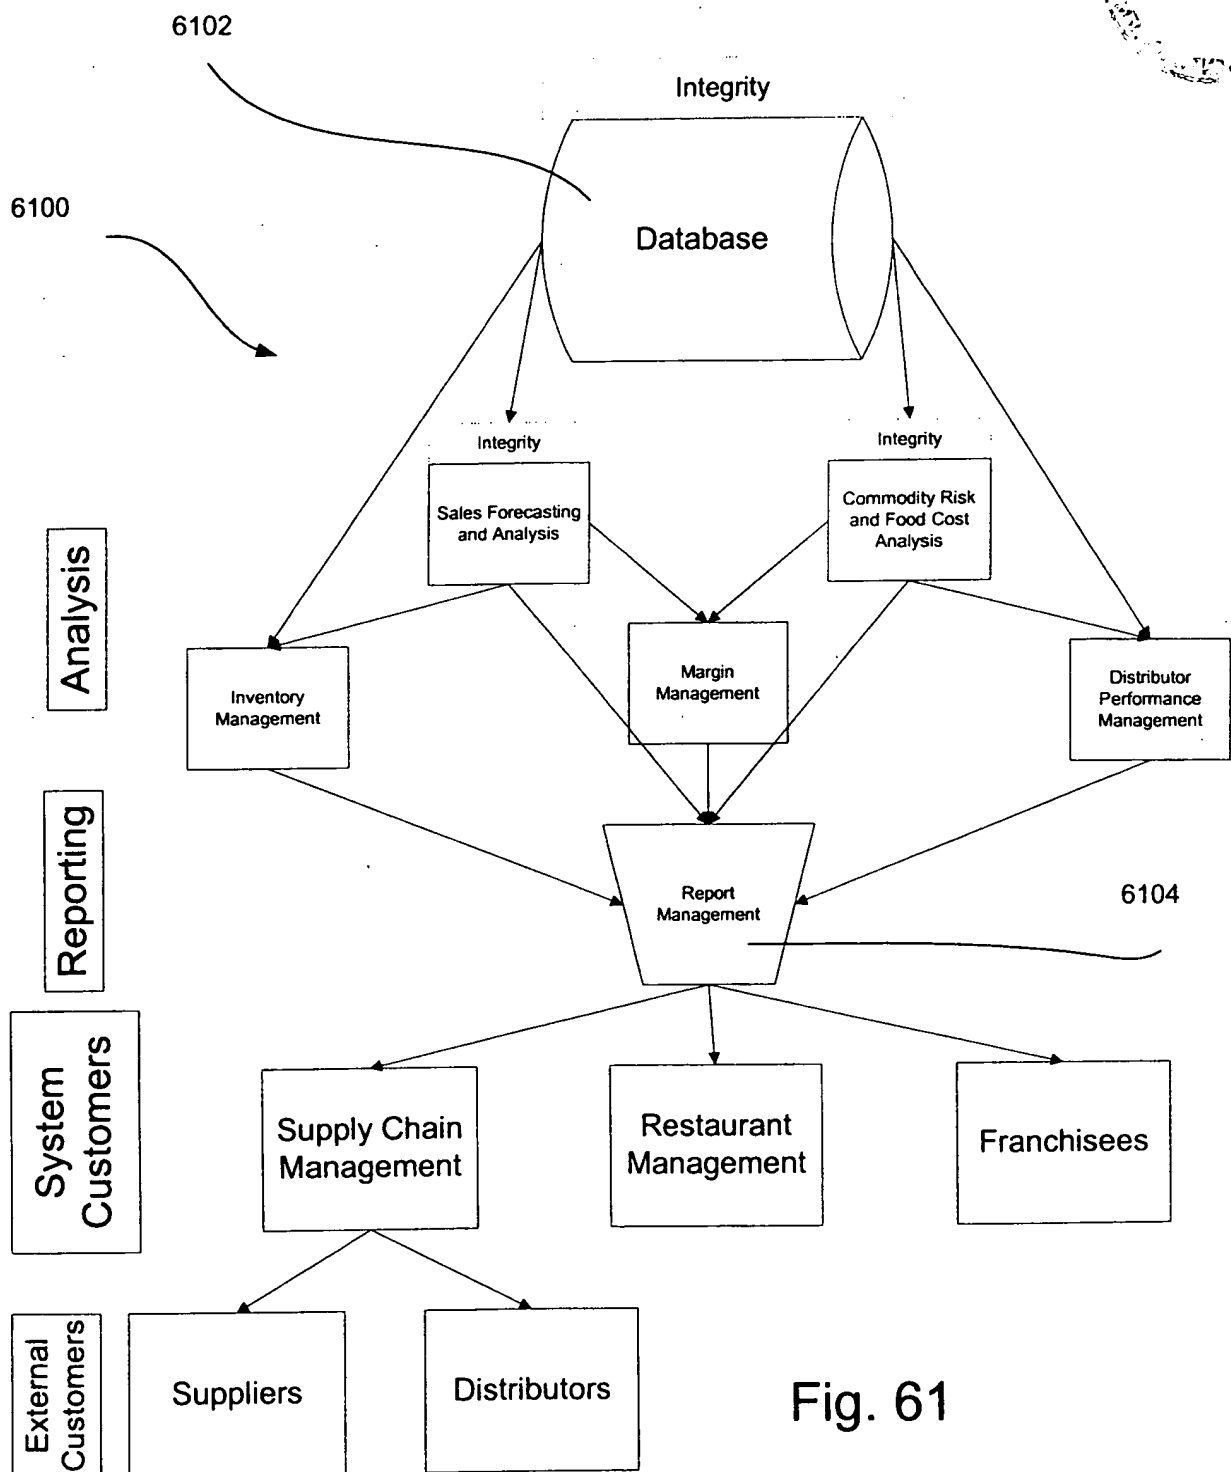 6102
Integrity
6100
Database
Integrity
Integrity
Sales Forecasting
and Analysis
Commodity Risk
and Food Cost
Analysis
Analysis
Inventory
Management
Margin
Management
Distributor
Performance
Management
Reporting
Report
Management
6104
System
Customers
Supply Chain
Management
Restaurant
Management
Franchisees
External
Customers
Suppliers
Distributors
Fig. 61